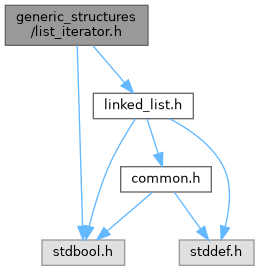 generic_structures
/list_iterator.h
linked_list.h
common.h
stdbool.h
stddef.h